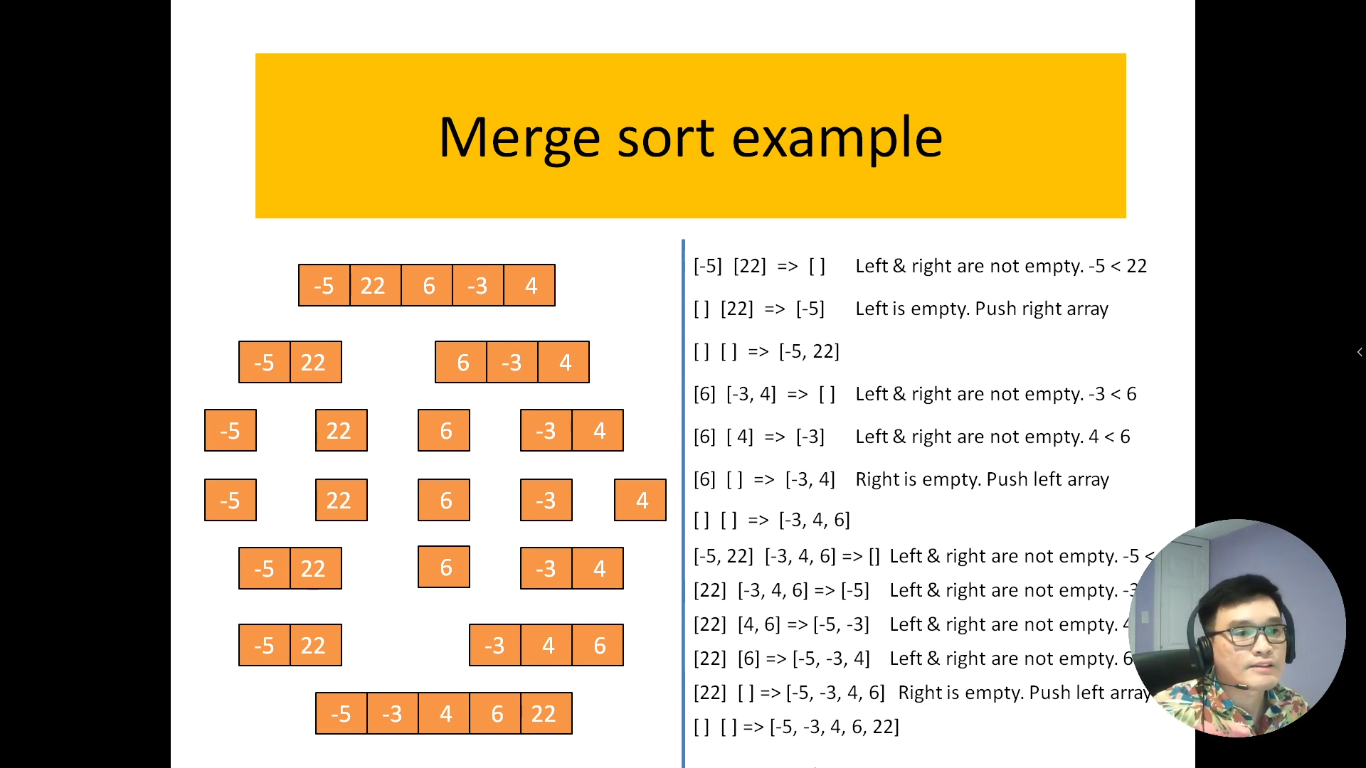 Merge sort example
-5 22 6 -3 4
-5 22 6 -3 4
-5 22 6 -3 4
-5 22 6 -3 4
-5 22 6 -3 4
-5 22 -3 4 6
-5 -3 4 6 22
[-5] [22] => [ ] Left & right are not empty. -5 < 22
[ ] [22] => [-5] Left is empty. Push right array
[ ] [ ] => [-5, 22]
[6] [-3, 4] => [ ] Left & right are not empty. -3 < 6
[6] [ 4] => [-3] Left & right are not empty. 4 < 6
[6] [ ] => [-3, 4] Right is empty. Push left array
[ ] [ ] => [-3, 4, 6]
[-5, 22] [-3, 4, 6] => [] Left & right are not empty. -5 <
[22] [-3, 4, 6] => [-5] Left & right are not empty.
[22] [4, 6] => [-5, -3] Left & right are not empty.
[22] [6] => [-5, -3, 4] Left & right are not empty. 6
[22] [ ] => [-5, -3, 4, 6] Right is empty. Push left array
[ ] [ ] => [-5, -3, 4, 6, 22]